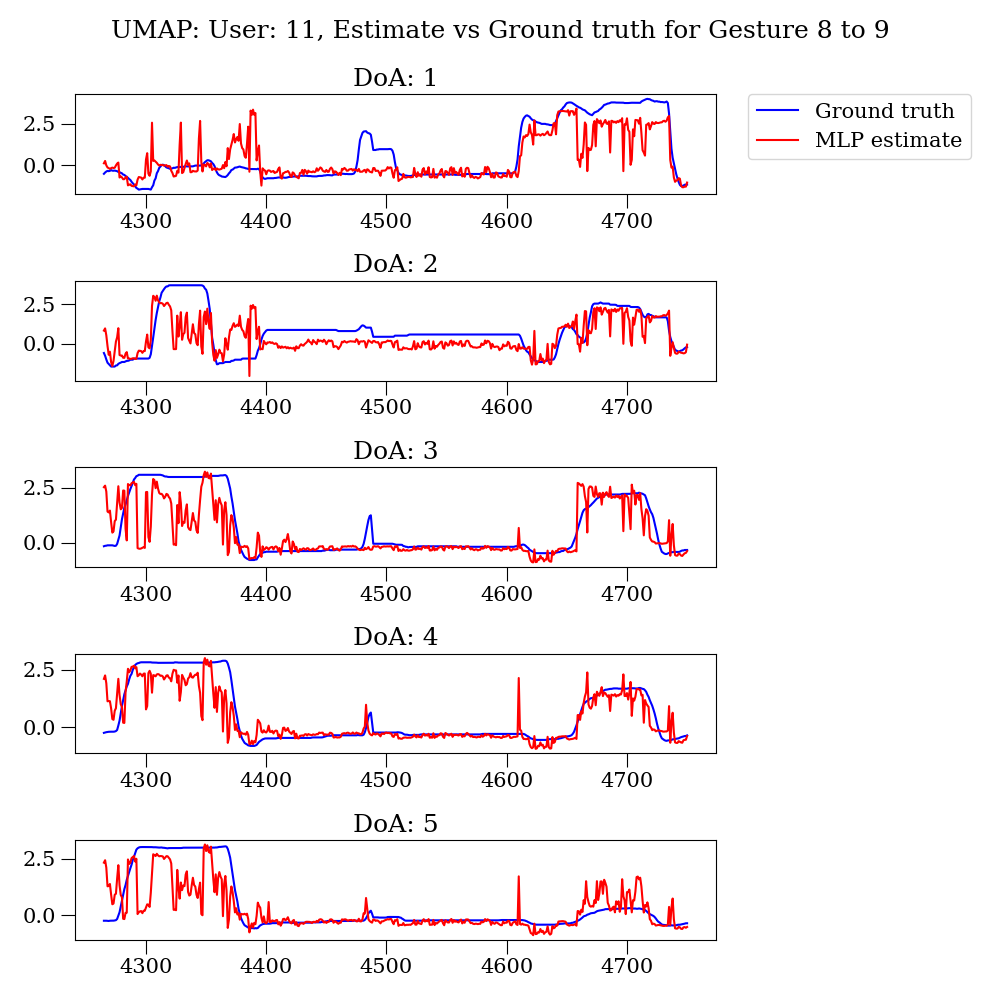 UMAP: User: 11, Estimate vs Ground truth for Gesture 8 to 9
DoA: 1
Ground truth
MLP estimate
2.5
0.0
4300 4400 4500 4600 4700
DoA: 2
2.5
0.0
4300 4400 4500 4600 4700
DoA: 3
2.5
0.0
4300 4400 4500 4600 4700
DoA: 4
2.5
0.0
4300 4400 4500 4600 4700
DoA: 5
2.5
0.0
4300 4400 4500 4600 4700